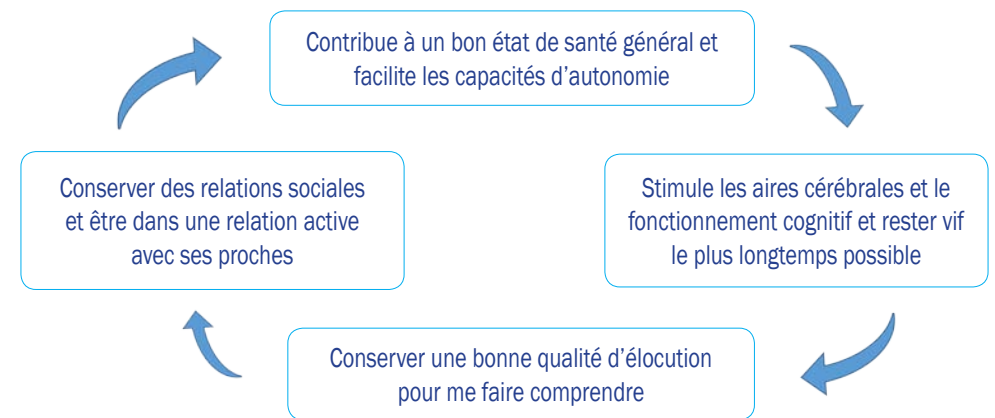 Contribue à un bon état de santé général et
facilite les capacités d'autonomie
Conserver des relations sociales
et être dans une relation active
avec ses proches
Stimule les aires cérébrales et le
fonctionnement cognitif et rester vif
le plus longtemps possible
Conserver une bonne qualité d'élocution
pour me faire comprendre